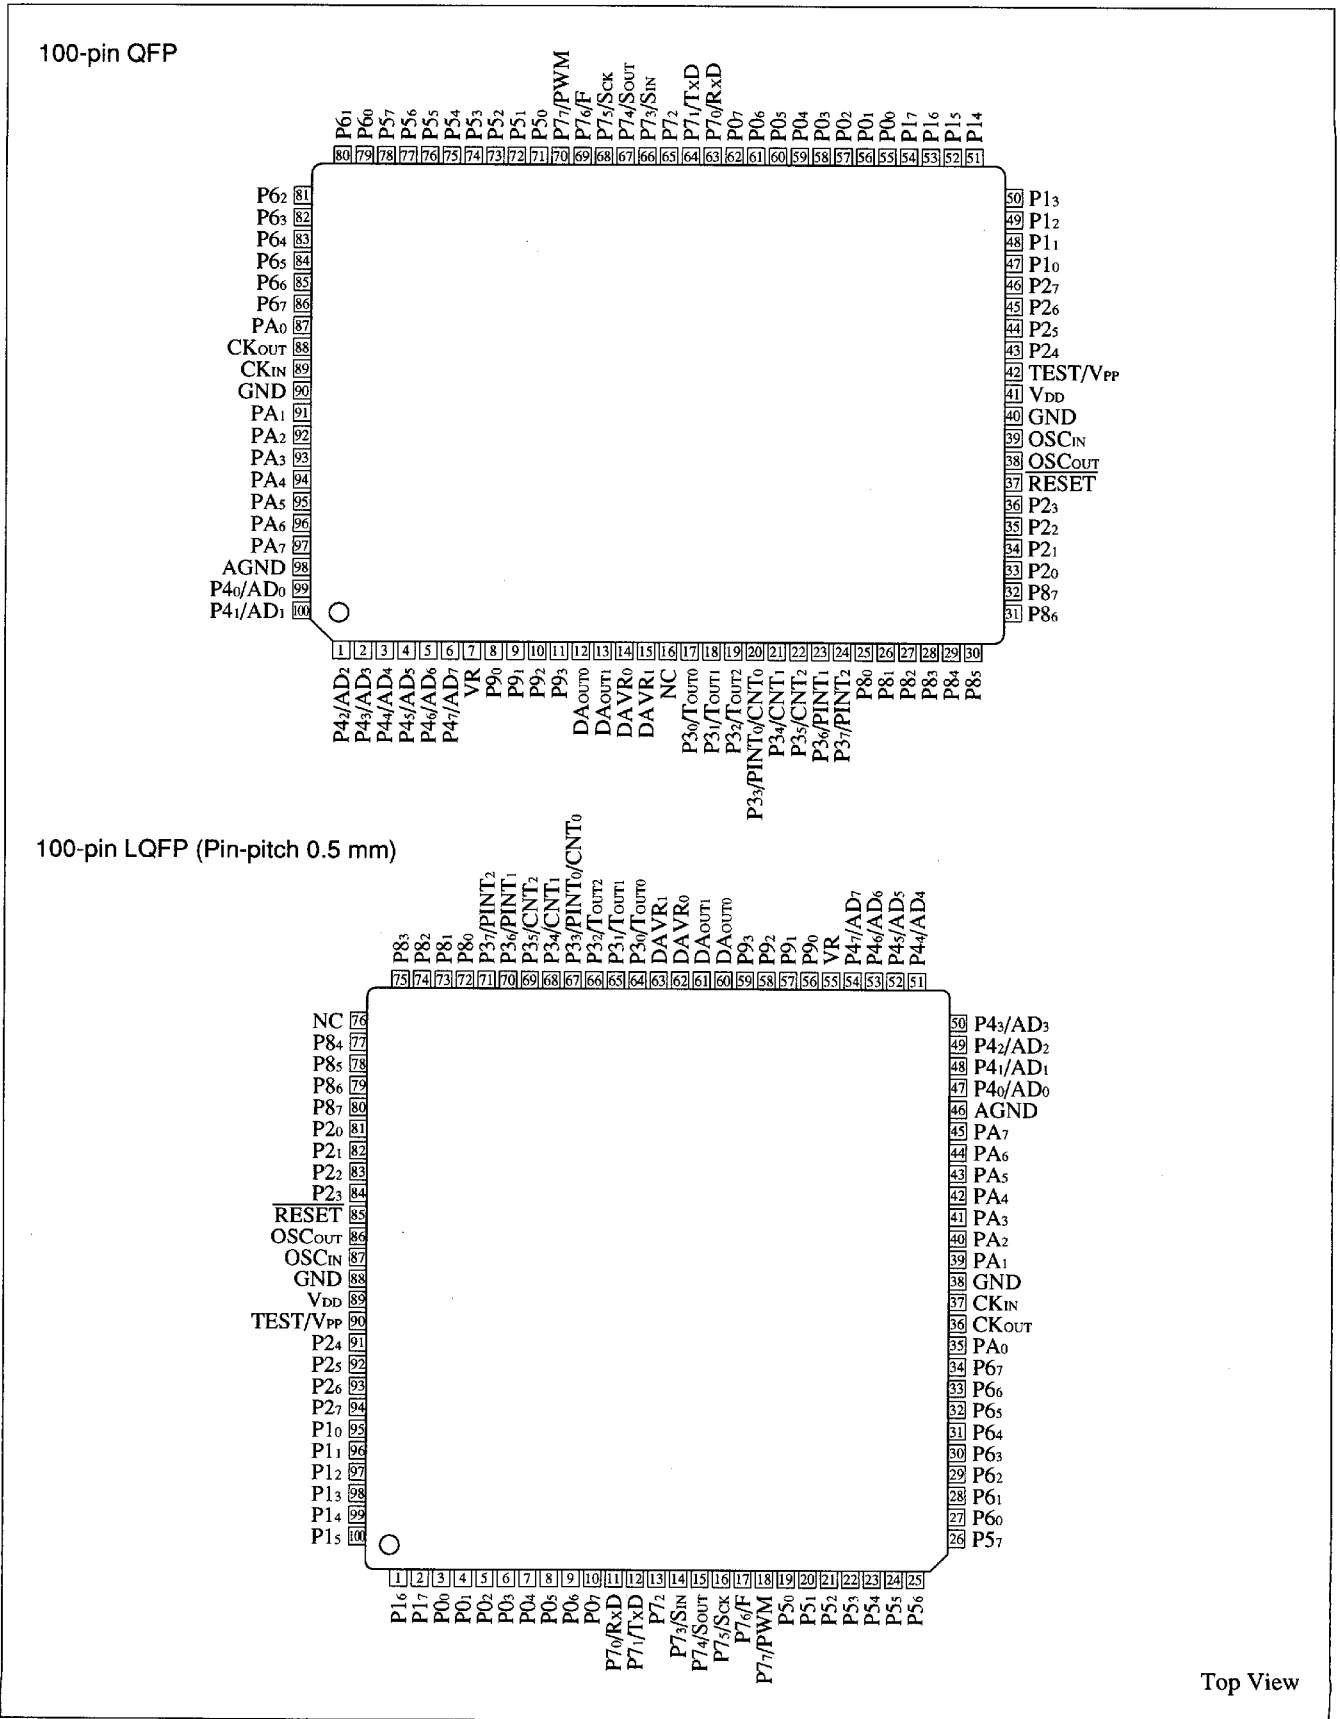 100-pin QFP
P61 P60 P57 P56 P55 P54 P53 P52 P51 P50 P77/PWM P76/F P75/SCK P74/SOUT P73/SIN P72 P71/TxD P70/RxD P07 P06 P05 P04 P03 P02 P01 P00 P17 P16 P15 P14
80 79 78 77 76 75 74 73 72 71 70 69 68 67 66 65 64 63 62 61 60 59 58 57 56 55 54 53 52 51
P62 81
P63 82
P64 83
P65 84
P66 85
P67 86
PA0 87
CKOUT 88
CKIN 89
GND 90
PA1 91
PA2 92
PA3 93
PA4 94
PA5 95
PA6 96
PA7 97
AGND 98
P40/AD0 99
P41/AD1 100
50 P13
49 P12
48 P11
47 P10
46 P27
45 P26
44 P25
43 P24
42 TEST/VPP
41 VDD
40 GND
39 OSCIN
38 OSCOUT
37 RESET
36 P23
35 P22
34 P21
33 P20
32 P87
31 P86
1 2 3 4 5 6 7 8 9 10 11 12 13 14 15 16 17 18 19 20 21 22 23 24 25 26 27 28 29 30
P42/AD2 P43/AD3 P44/AD4 P45/AD5 P46/AD6 P47/AD7 VR P90 P91 P92 P93 DAOUT0 DAOUT1 DAVR0 DAVR1 NC P30/TOUT0 P31/TOUT1 P32/TOUT2 P33/PINT0/CNT0 P34/CNT1 P35/CNT2 P36/PINT1 P37/PINT2 P80 P81 P82 P83 P84 P85
100-pin LQFP (Pin-pitch 0.5 mm)
P83 P82 P81 P80 P37/PINT2 P36/PINT1 P35/CNT2 P34/CNT1 P33/PINT0/CNT0 P32/TOUT2 P31/TOUT1 P30/TOUT0 DAVR1 DAVR0 DAOUT1 DAOUT0 P93 P92 P91 P90 VR P47/AD7 P46/AD6 P45/AD5 P44/AD4
75 74 73 72 71 70 69 68 67 66 65 64 63 62 61 60 59 58 57 56 55 54 53 52 51
NC 76
P84 77
P85 78
P86 79
P87 80
P20 81
P21 82
P22 83
P23 84
RESET 85
OSCOUT 86
OSCIN 87
GND 88
VDD 89
TEST/VPP 90
P24 91
P25 92
P26 93
P27 94
P10 95
P11 96
P12 97
P13 98
P14 99
P15 100
50 P43/AD3
49 P42/AD2
48 P41/AD1
47 P40/AD0
46 AGND
45 PA7
44 PA6
43 PA5
42 PA4
41 PA3
40 PA2
39 PA1
38 GND
37 CKIN
36 CKOUT
35 PA0
34 P67
33 P66
32 P65
31 P64
30 P63
29 P62
28 P61
27 P60
26 P57
1 2 3 4 5 6 7 8 9 10 11 12 13 14 15 16 17 18 19 20 21 22 23 24 25
P16 P17 P00 P01 P02 P03 P04 P05 P06 P07 P70/RxD P71/TxD P72 P73/SIN P74/SOUT P75/SCK P76/F P77/PWM P50 P51 P52 P53 P54 P55 P56
Top View